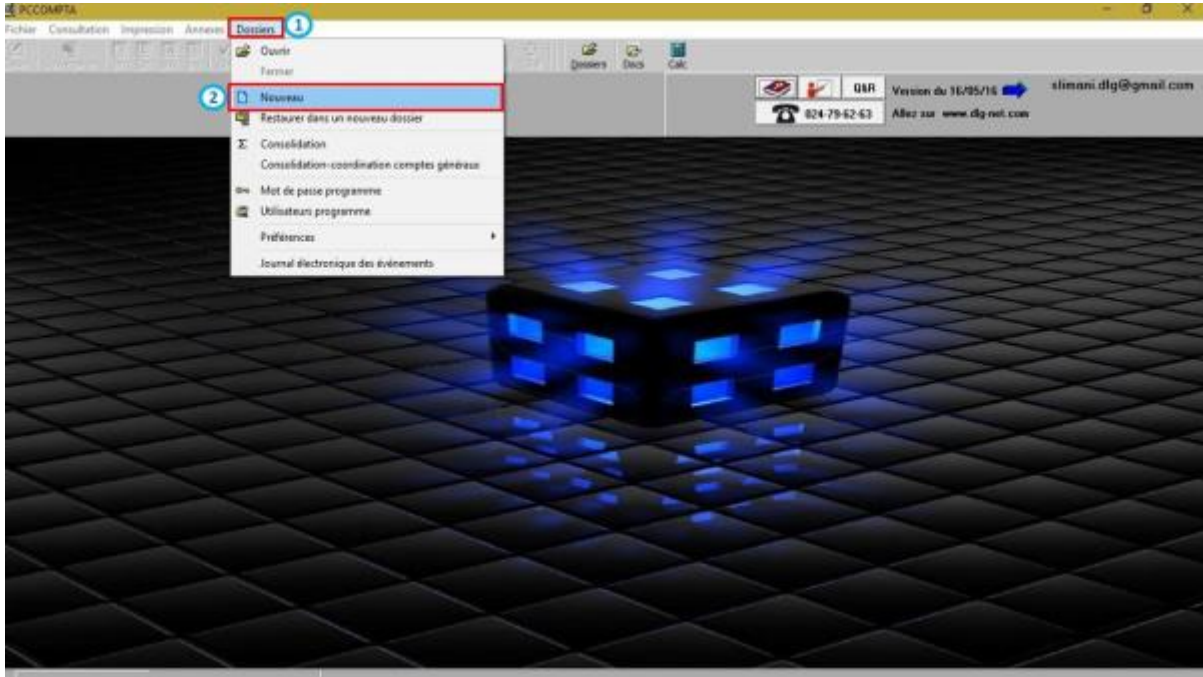 PCCOMPTA
Fichier Consultation Impression Annexes Dossiers 1
Ouvrir
Fermer
2 Nouveau
Restaurer dans un nouveau dossier
Consolidation
Consolidation-coordination comptes généraux
Mot de passe programme
Utilisateurs programme
Préférences
Journal électronique des événements
Dossiers Docs Calc
Q&R Version du 16/05/16 slimani.dlg@gmail.com
024-79-62-63 Allez sur www.dlg-net.com